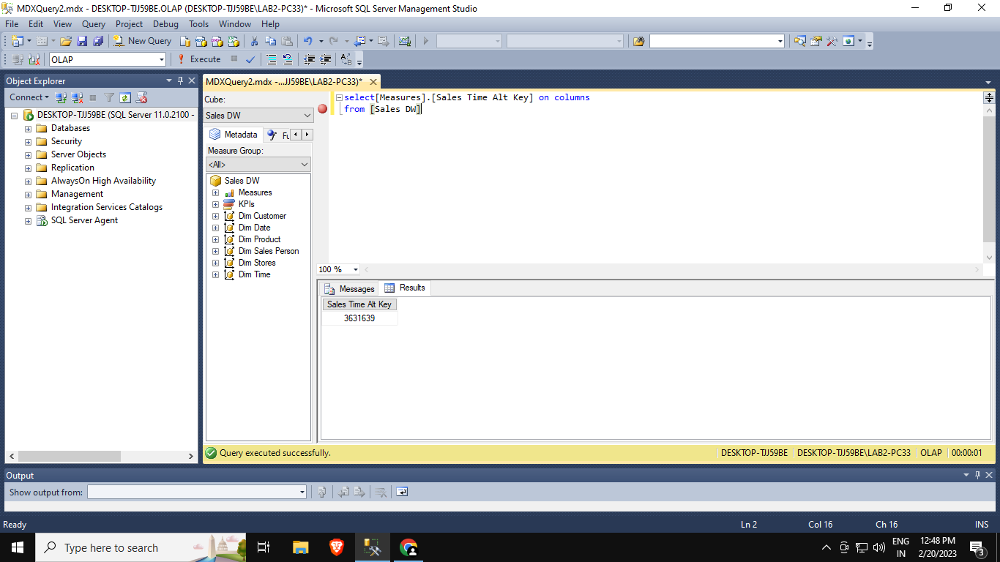 MDXQuery2.mdx - DESKTOP-TJJ59BE.OLAP (DESKTOP-TJJ59BE\LAB2-PC33)* - Microsoft SQL Server Management Studio
File Edit View Query Project Debug Tools Window Help
New Query
OLAP Execute
Object Explorer
Connect
DESKTOP-TJJ59BE (SQL Server 11.0.2100 -
Databases
Security
Server Objects
Replication
AlwaysOn High Availability
Management
Integration Services Catalogs
SQL Server Agent
MDXQuery2.mdx -...JJ59BE\LAB2-PC33)*
Cube:
Sales DW
Metadata Fu
Measure Group:
<All>
Sales DW
Measures
KPIs
Dim Customer
Dim Date
Dim Product
Dim Sales Person
Dim Stores
Dim Time
select[Measures].[Sales Time Alt Key] on columns
from [Sales DW]
100 %
Messages Results
Sales Time Alt Key
3631639
Query executed successfully. DESKTOP-TJJ59BE DESKTOP-TJJ59BE\LAB2-PC33 OLAP 00:00:01
Output
Show output from:
Ready Ln 2 Col 16 Ch 16 INS
Type here to search
ENG
IN
12:48 PM
2/20/2023
3